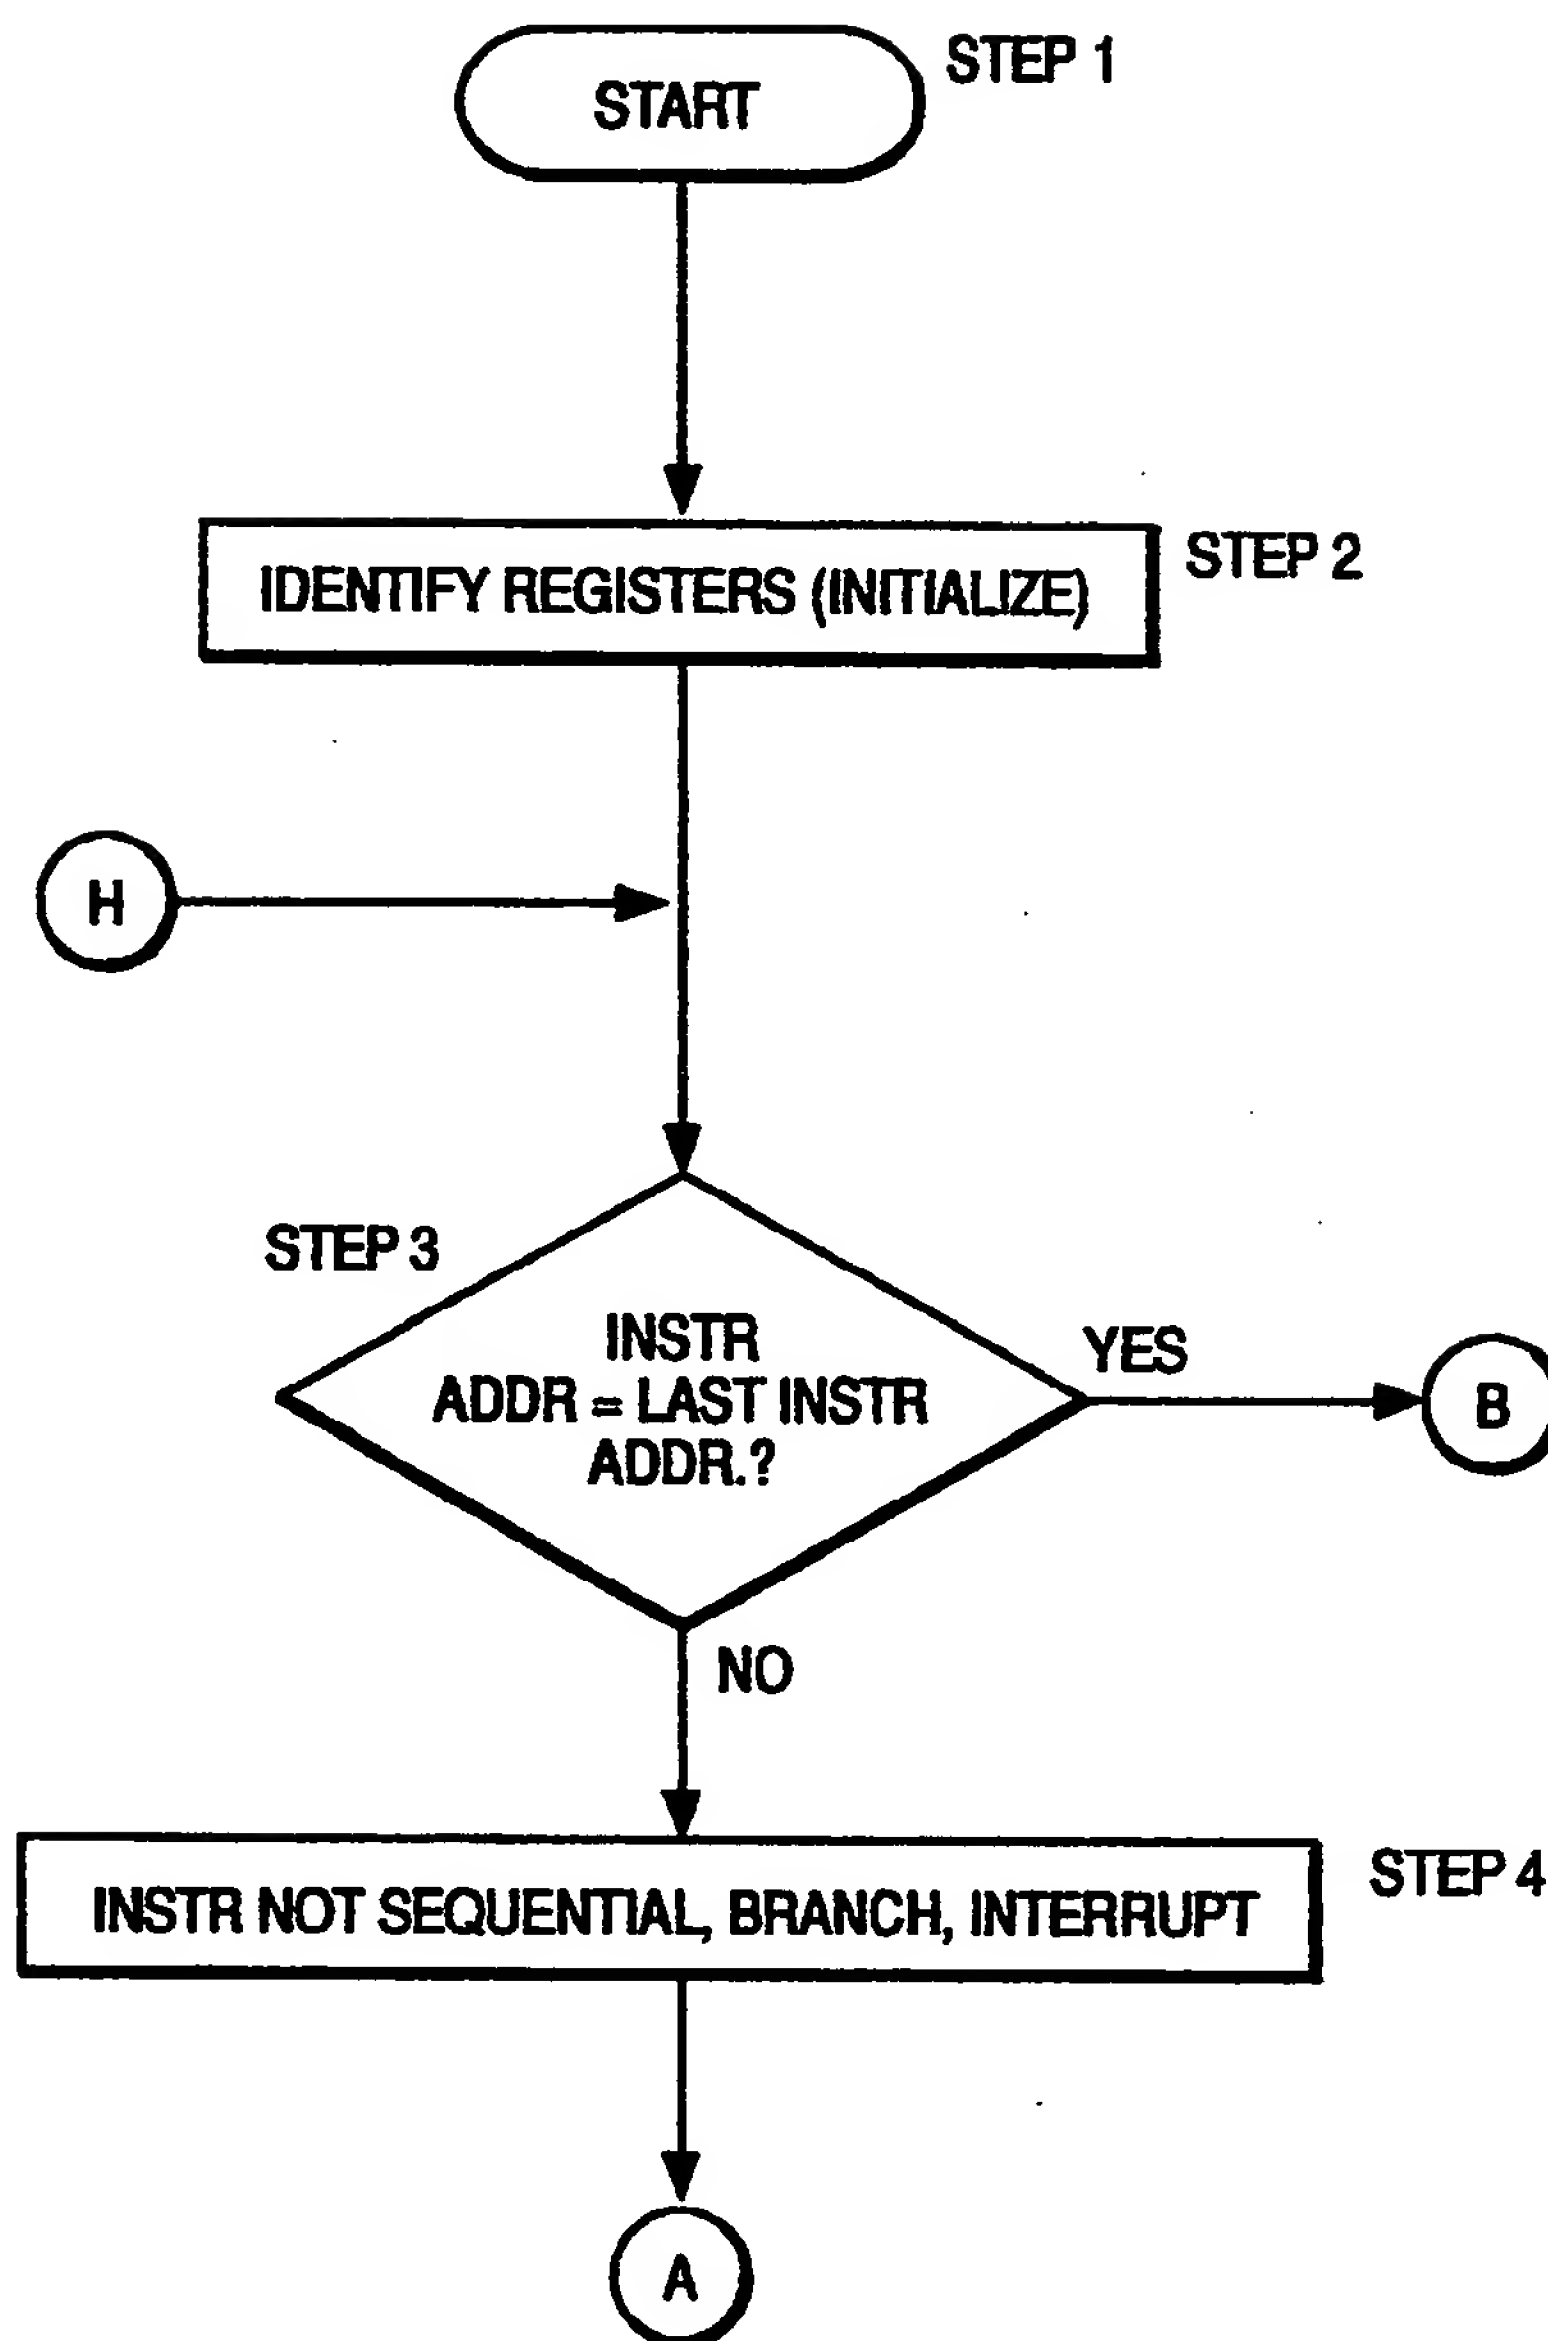 START
STEP 1
IDENTIFY REGISTERS (INITIALIZE)
STEP 2
H
STEP 3
INSTR
ADDR = LAST INSTR
ADDR.?
YES
B
NO
INSTR NOT SEQUENTIAL, BRANCH, INTERRUPT
STEP 4
A